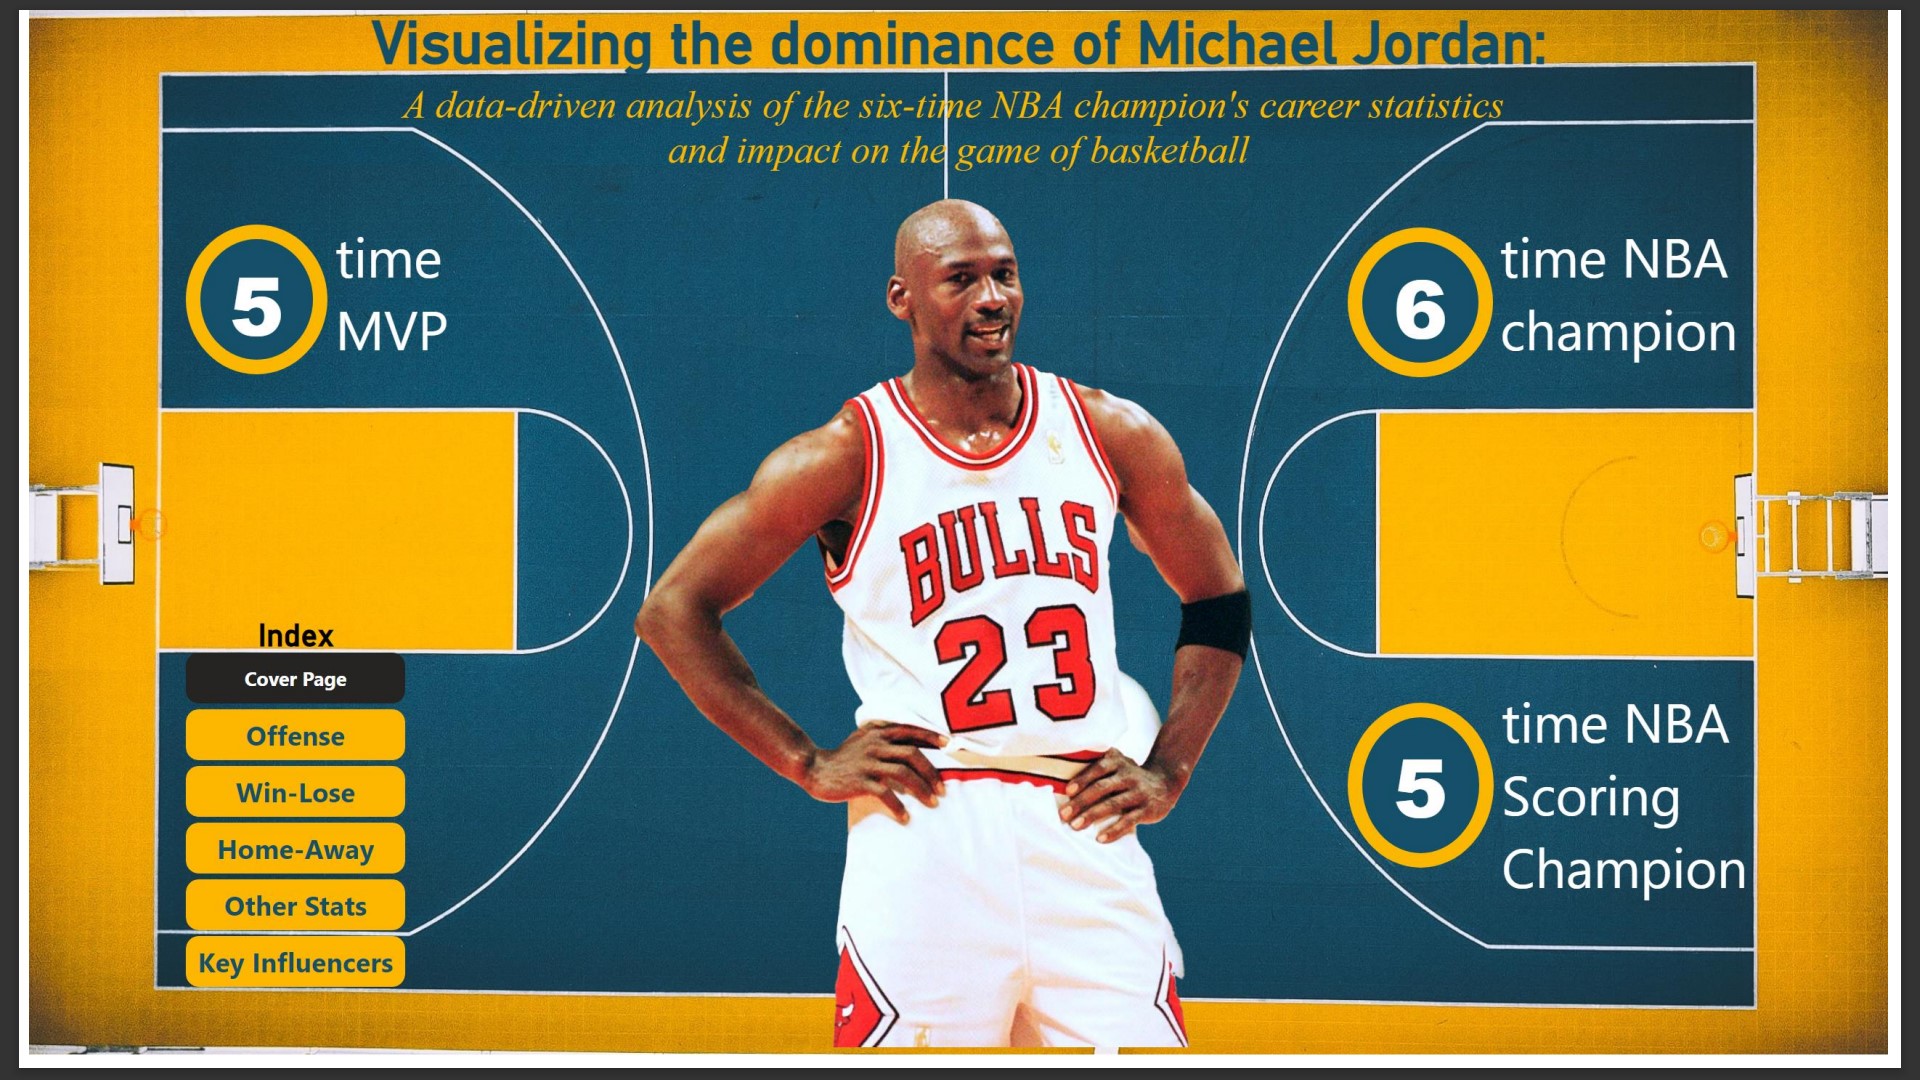 Visualizing the dominance of Michael Jordan:
A data-driven analysis of the six-time NBA champion's career statistics
and impact on the game of basketball
5
time
MVP
6
time NBA
champion
BULLS
23
Index
Cover Page
Offense
Win-Lose
Home-Away
Other Stats
Key Influencers
5
time NBA
Scoring
Champion